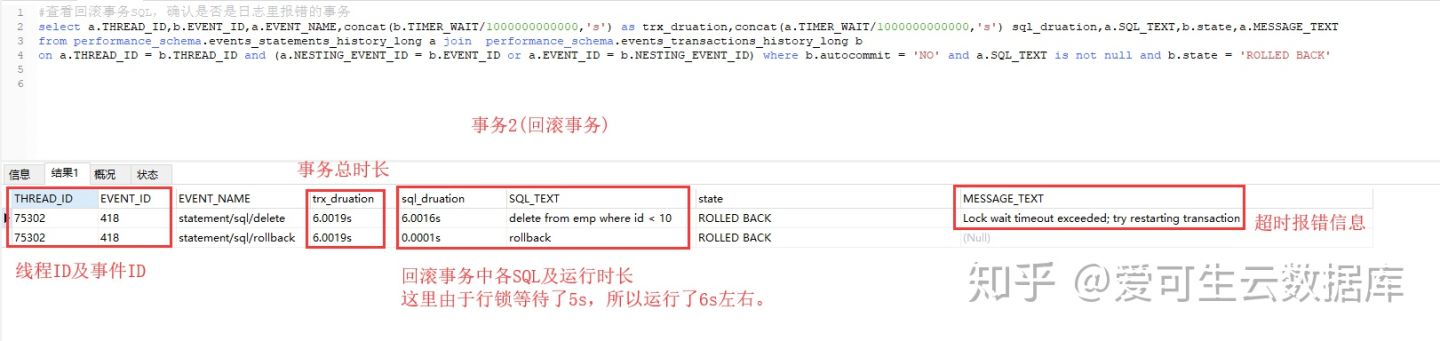 1 #查看回滚事务SQL，确认是否是日志里报错的事务
2 select a.THREAD_ID,b.EVENT_ID,a.EVENT_NAME,concat(b.TIMER_WAIT/1000000000000,'s') as trx_druation,concat(a.TIMER_WAIT/1000000000000,'s') sql_druation,a.SQL_TEXT,b.state,a.MESSAGE_TEXT
3 from performance_schema.events_statements_history_long a join performance_schema.events_transactions_history_long b
4 on a.THREAD_ID = b.THREAD_ID and (a.NESTING_EVENT_ID = b.EVENT_ID or a.EVENT_ID = b.NESTING_EVENT_ID) where b.autocommit = 'NO' and a.SQL_TEXT is not null and b.state = 'ROLLED BACK'
5
6
事务2(回滚事务)
信息 结果1 概况 状态
事务总时长
THREAD_ID EVENT_ID EVENT_NAME trx_druation sql_druation SQL_TEXT state MESSAGE_TEXT
75302 418 statement/sql/delete 6.0019s 6.0016s delete from emp where id < 10 ROLLED BACK Lock wait timeout exceeded; try restarting transaction
75302 418 statement/sql/rollback 6.0019s 0.0001s rollback ROLLED BACK (Null)
超时报错信息
线程ID及事件ID
回滚事务中各SQL及运行时长
这里由于行锁等待了5s，所以运行了6s左右。
知乎 @爱可生云数据库